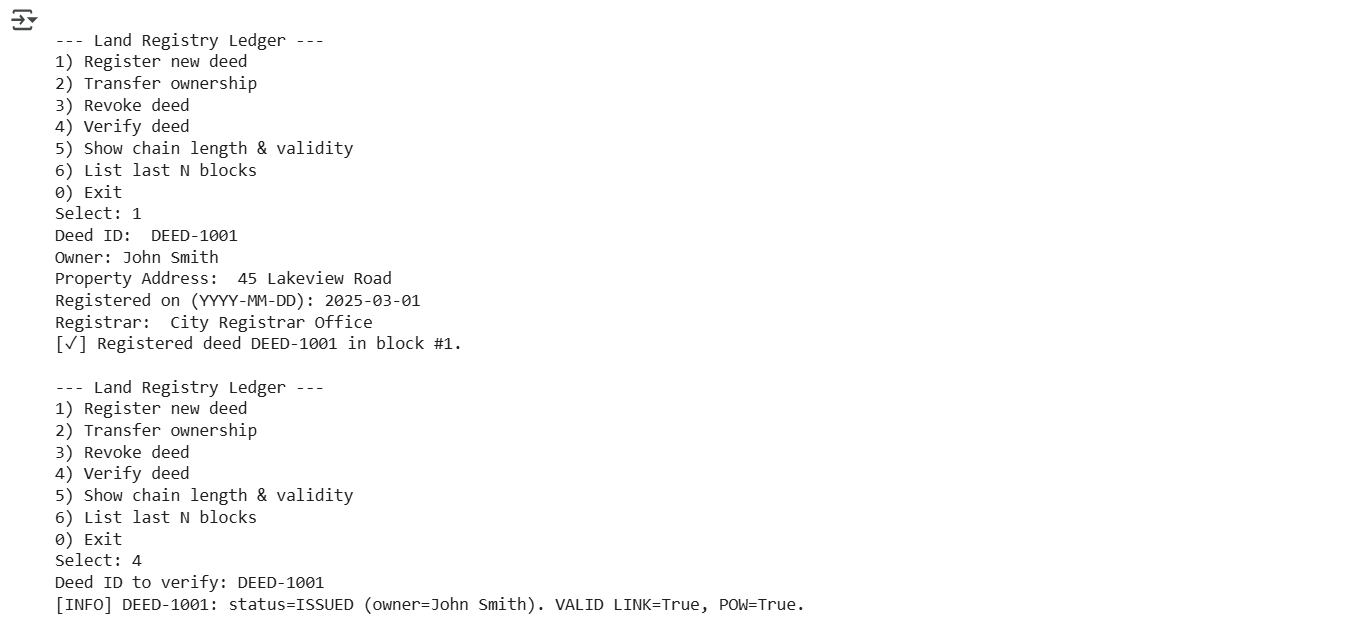 --- Land Registry Ledger ---
1) Register new deed
2) Transfer ownership
3) Revoke deed
4) Verify deed
5) Show chain length & validity
6) List last N blocks
0) Exit
Select: 1
Deed ID:  DEED-1001
Owner: John Smith
Property Address:  45 Lakeview Road
Registered on (YYYY-MM-DD): 2025-03-01
Registrar:  City Registrar Office
[✓] Registered deed DEED-1001 in block #1.

--- Land Registry Ledger ---
1) Register new deed
2) Transfer ownership
3) Revoke deed
4) Verify deed
5) Show chain length & validity
6) List last N blocks
0) Exit
Select: 4
Deed ID to verify: DEED-1001
[INFO] DEED-1001: status=ISSUED (owner=John Smith). VALID LINK=True, POW=True.